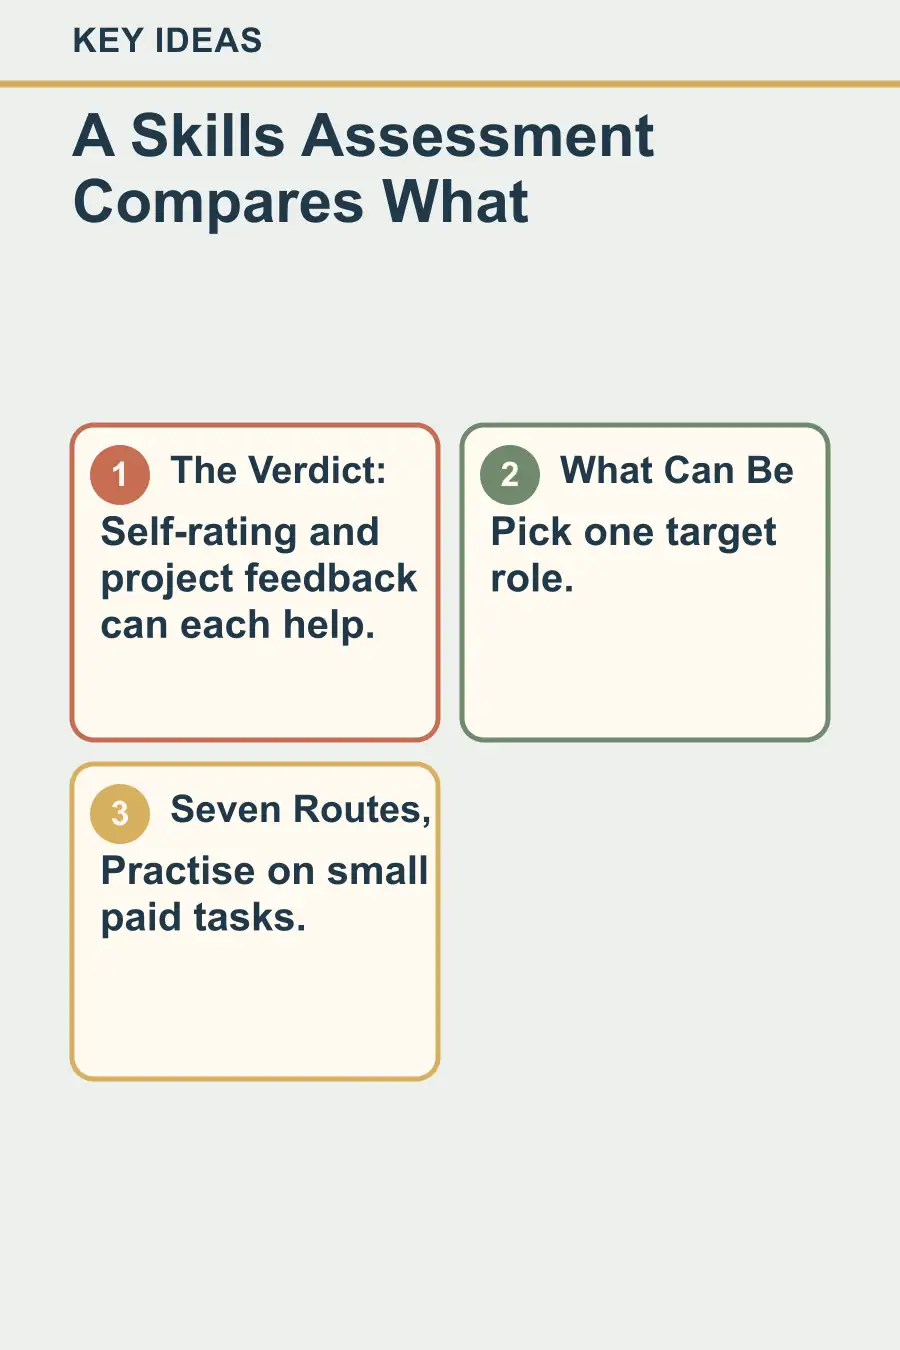 KEY IDEAS
A Skills Assessment
Compares What
1 The Verdict:
Self-rating and
project feedback
can each help.
2 What Can Be
Pick one target
role.
3 Seven Routes,
Practise on small
paid tasks.